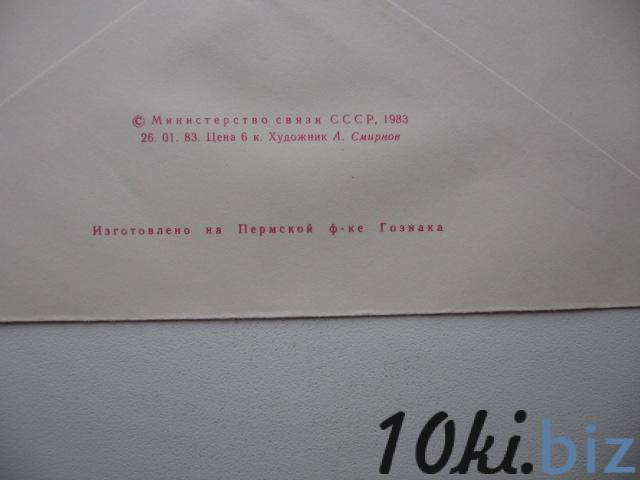 © Министерство связи СССР, 1983
26. 01. 83. Цена 6 к. Художник А. Смирнов
Изготовлено на Пермской ф-ке Гознака
10ki.biz